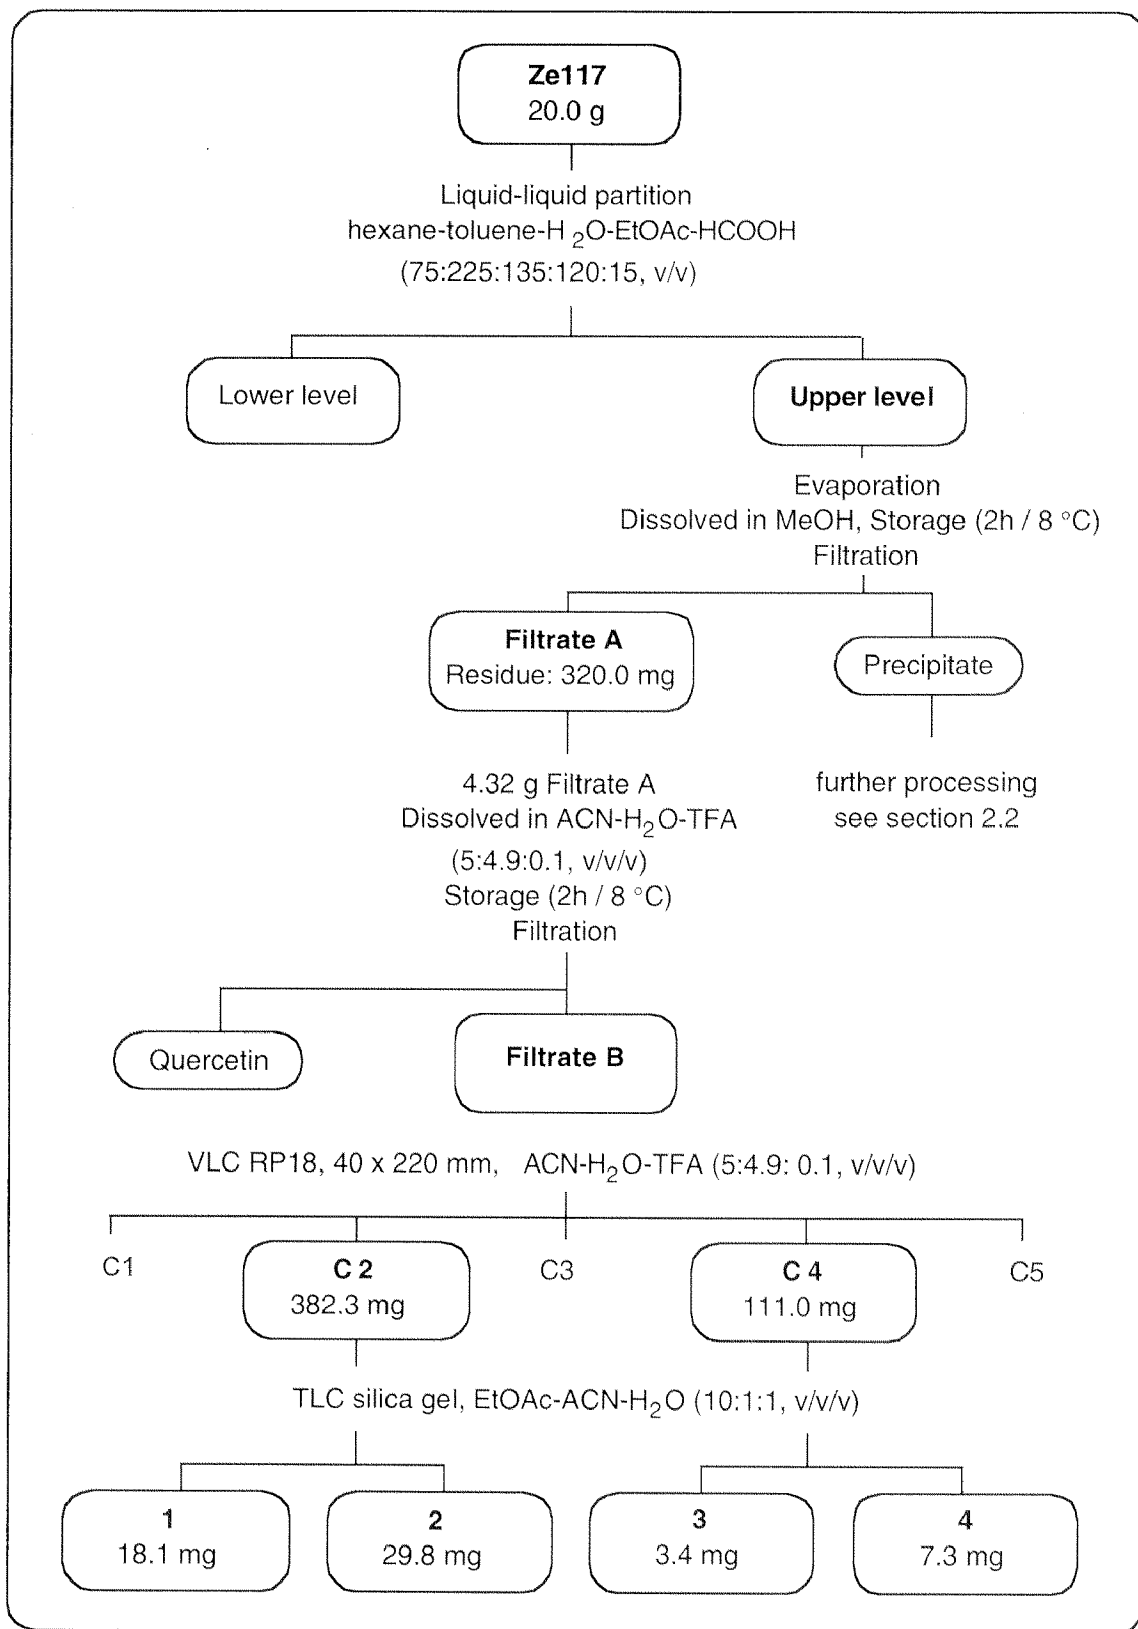 Ze117
20.0 g
Liquid-liquid partition
hexane-toluene-H2O-EtOAc-HCOOH
(75:225:135:120:15, v/v)
Lower level
Upper level
Evaporation
Dissolved in MeOH, Storage (2h / 8 °C)
Filtration
Filtrate A
Residue: 320.0 mg
Precipitate
4.32 g Filtrate A
Dissolved in ACN-H2O-TFA
(5:4.9:0.1, v/v/v)
Storage (2h / 8 °C)
Filtration
further processing
see section 2.2
Quercetin
Filtrate B
VLC RP18, 40 x 220 mm, ACN-H2O-TFA (5:4.9: 0.1, v/v/v)
C1
C 2
382.3 mg
C3
C 4
111.0 mg
C5
TLC silica gel, EtOAc-ACN-H2O (10:1:1, v/v/v)
1
18.1 mg
2
29.8 mg
3
3.4 mg
4
7.3 mg